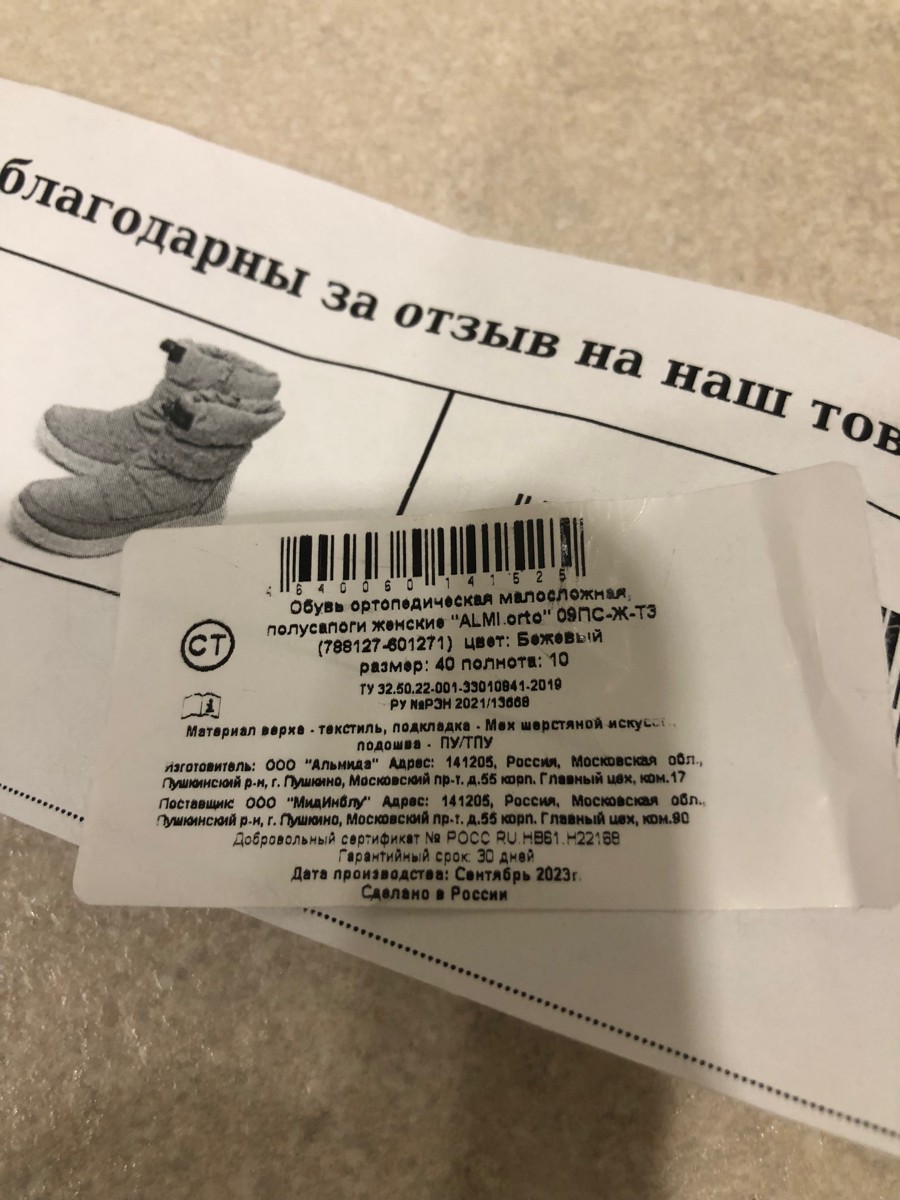 благодарны за отзыв на наш тов
4640060141525
Обувь ортопедическая малосложная,
полусапоги женские "ALMI.orto" 09ПС-Ж-Т3
(788127-601271) цвет: Бежевый
размер: 40 полнота: 10
СТ
ТУ 32.50.22-001-33010841-2019
РУ №РЗН 2021/13668
Материал верха - текстиль, подкладка - Мех шерстяной искусс
подошва - ПУ/ТПУ
Изготовитель: ООО "Альмида" Адрес: 141205, Россия, Московская обл.,
Пушкинский р-н, г. Пушкино, Московский пр-т, д.55 корп. Главный цех, ком.17
Поставщик: ООО "МидИнблу" Адрес: 141205, Россия, Московская обл.,
Пушкинский р-н, г. Пушкино, Московский пр-т. д.55 корп. Главный цех, ком.90
Добровольный сертификат № РОСС RU.НВ61.Н22168
Гарантийный срок: 30 дней
Дата производства: Сентябрь 2023г.
Сделано в России